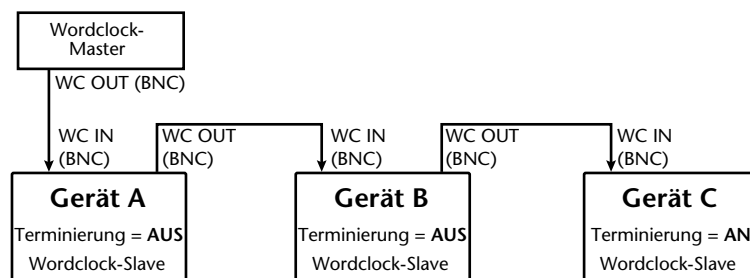 Wordclock-
Master
WC OUT (BNC)
WC IN
(BNC)
WC OUT
(BNC)
WC IN
(BNC)
WC OUT
(BNC)
WC IN
(BNC)
Gerät A
Terminierung = AUS
Wordclock-Slave
Gerät B
Terminierung = AUS
Wordclock-Slave
Gerät C
Terminierung = AN
Wordclock-Slave